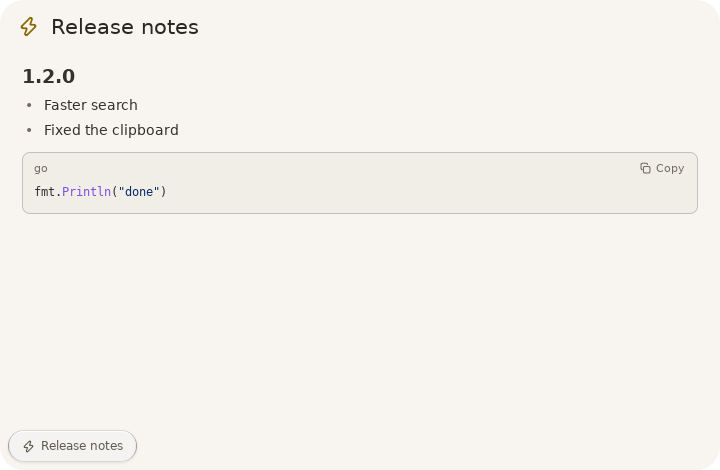 Release notes
1.2.0
• Faster search
• Fixed the clipboard
go
Copy
fmt.Println("done")
Release notes